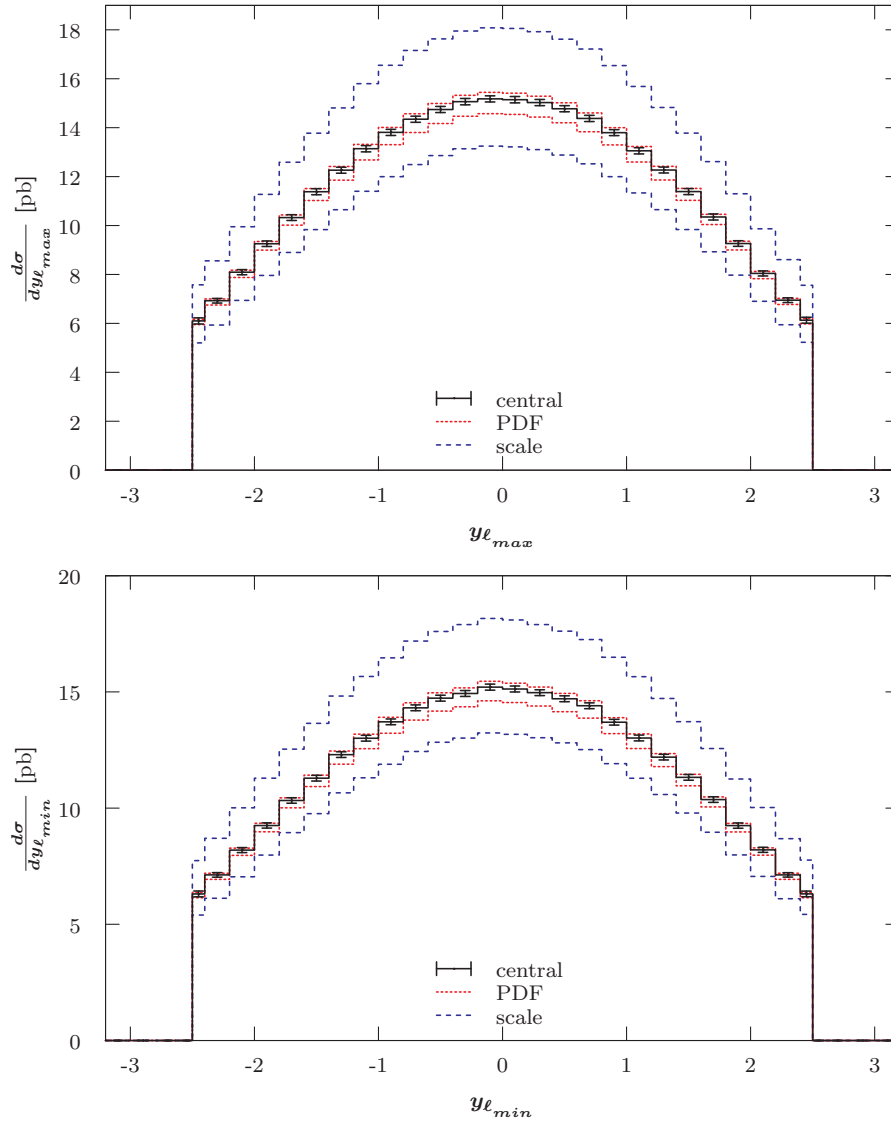 18
16
14
12
10
8
6
4
2
0
dσ/dy_{ℓ_{max}} [pb]
central
PDF
scale
-3 -2 -1 0 1 2 3
y_{ℓ_{max}}
20
15
10
5
0
dσ/dy_{ℓ_{min}} [pb]
central
PDF
scale
-3 -2 -1 0 1 2 3
y_{ℓ_{min}}